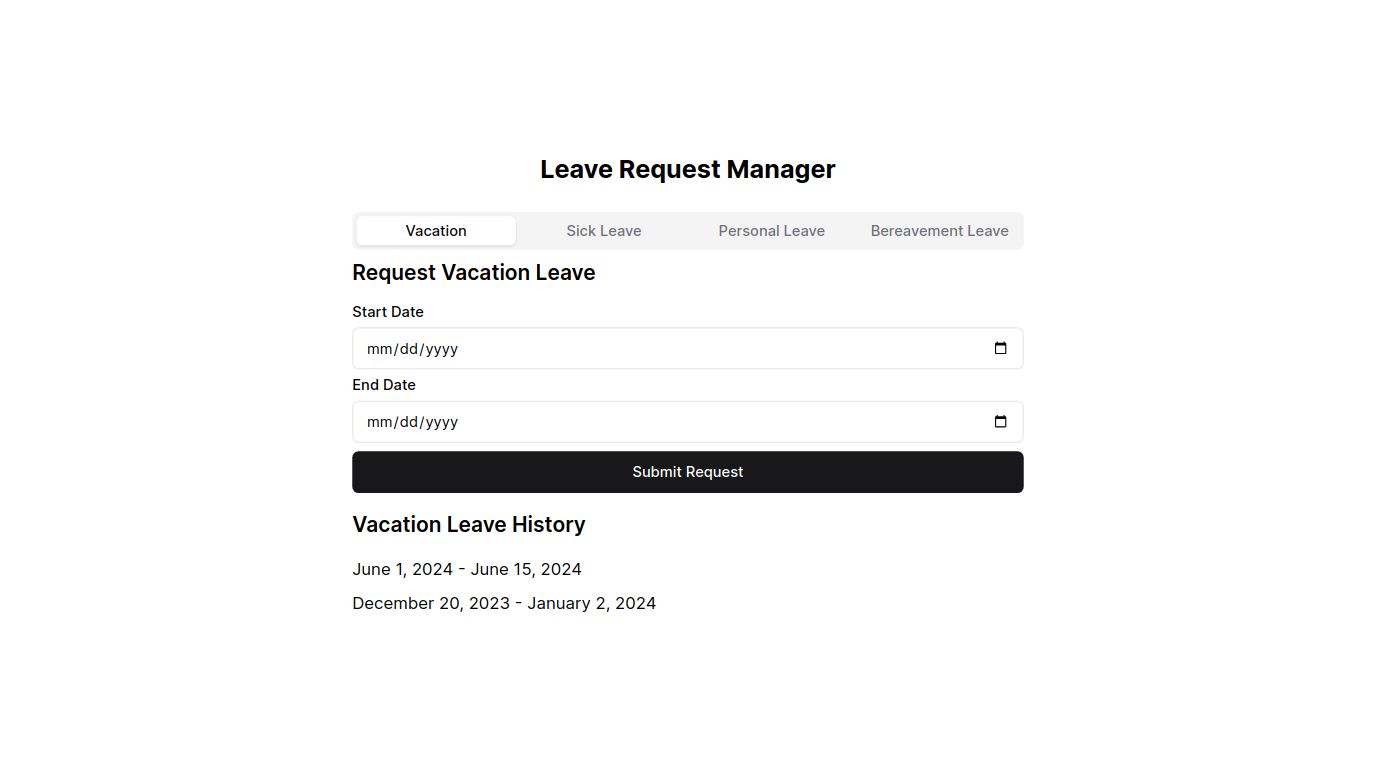 Leave Request Manager
Vacation Sick Leave Personal Leave Bereavement Leave
Request Vacation Leave
Start Date
mm/dd/yyyy
End Date
mm/dd/yyyy
Submit Request
Vacation Leave History
June 1, 2024 - June 15, 2024
December 20, 2023 - January 2, 2024